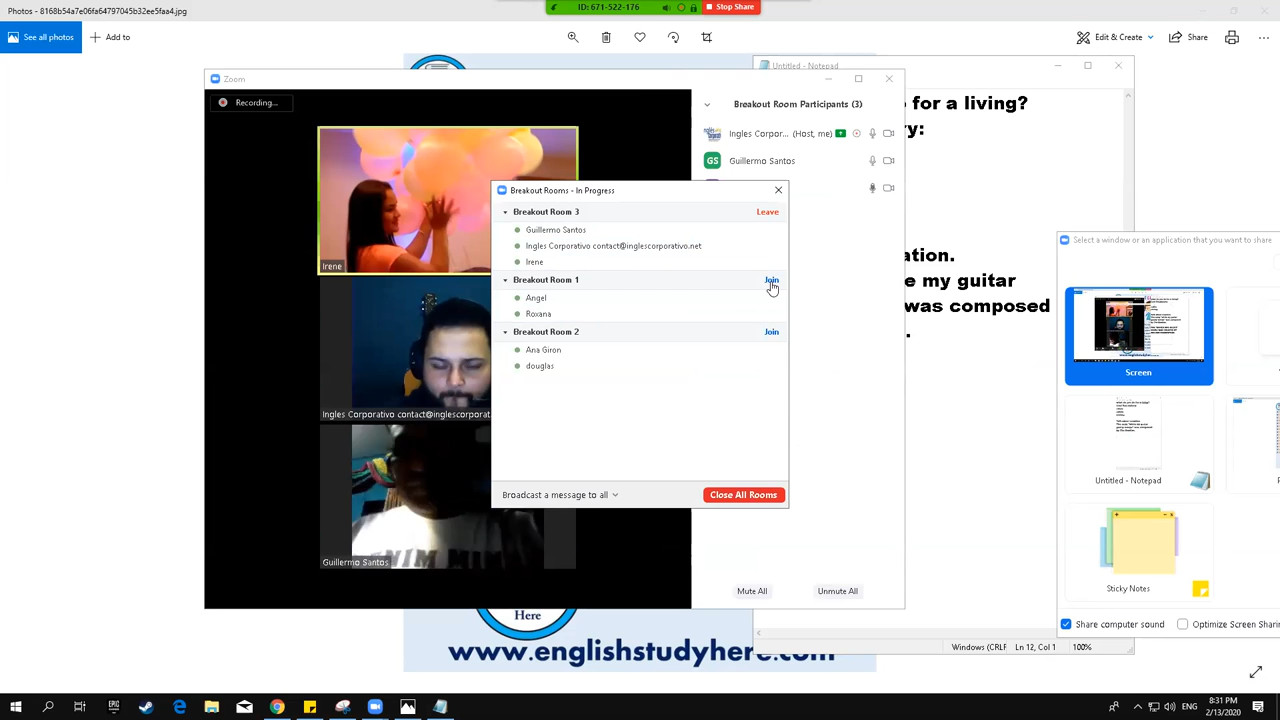 Photos - 8168b54a7e06fa64797045b32ee5faa4.jpg
ID: 671-522-176
Stop Share
See all photos
Add to
Edit & Create
Share
Untitled - Notepad
for a living?
y:
ation.
e my guitar
was composed
.
Zoom
Recording...
Irene
Ingles Corporativo contact@inglescorporat
Guillermo Santos
Breakout Room Participants (3)
Ingles Corpor... (Host, me)
GS
Guillermo Santos
Mute All
Unmute All
Breakout Rooms - In Progress
Breakout Room 3
Leave
Guillermo Santos
Ingles Corporativo contact@inglescorporativo.net
Irene
Breakout Room 1
Join
Angel
Roxana
Breakout Room 2
Join
Ana Giron
douglas
Broadcast a message to all
Close All Rooms
Select a window or an application that you want to share
Screen
Untitled - Notepad
Sticky Notes
Share computer sound
Optimize Screen Shari
Here
www.englishstudyhere.com
Windows (CRLF
Ln 12, Col 1
100%
EPIC
ENG
8:31 PM
2/13/2020